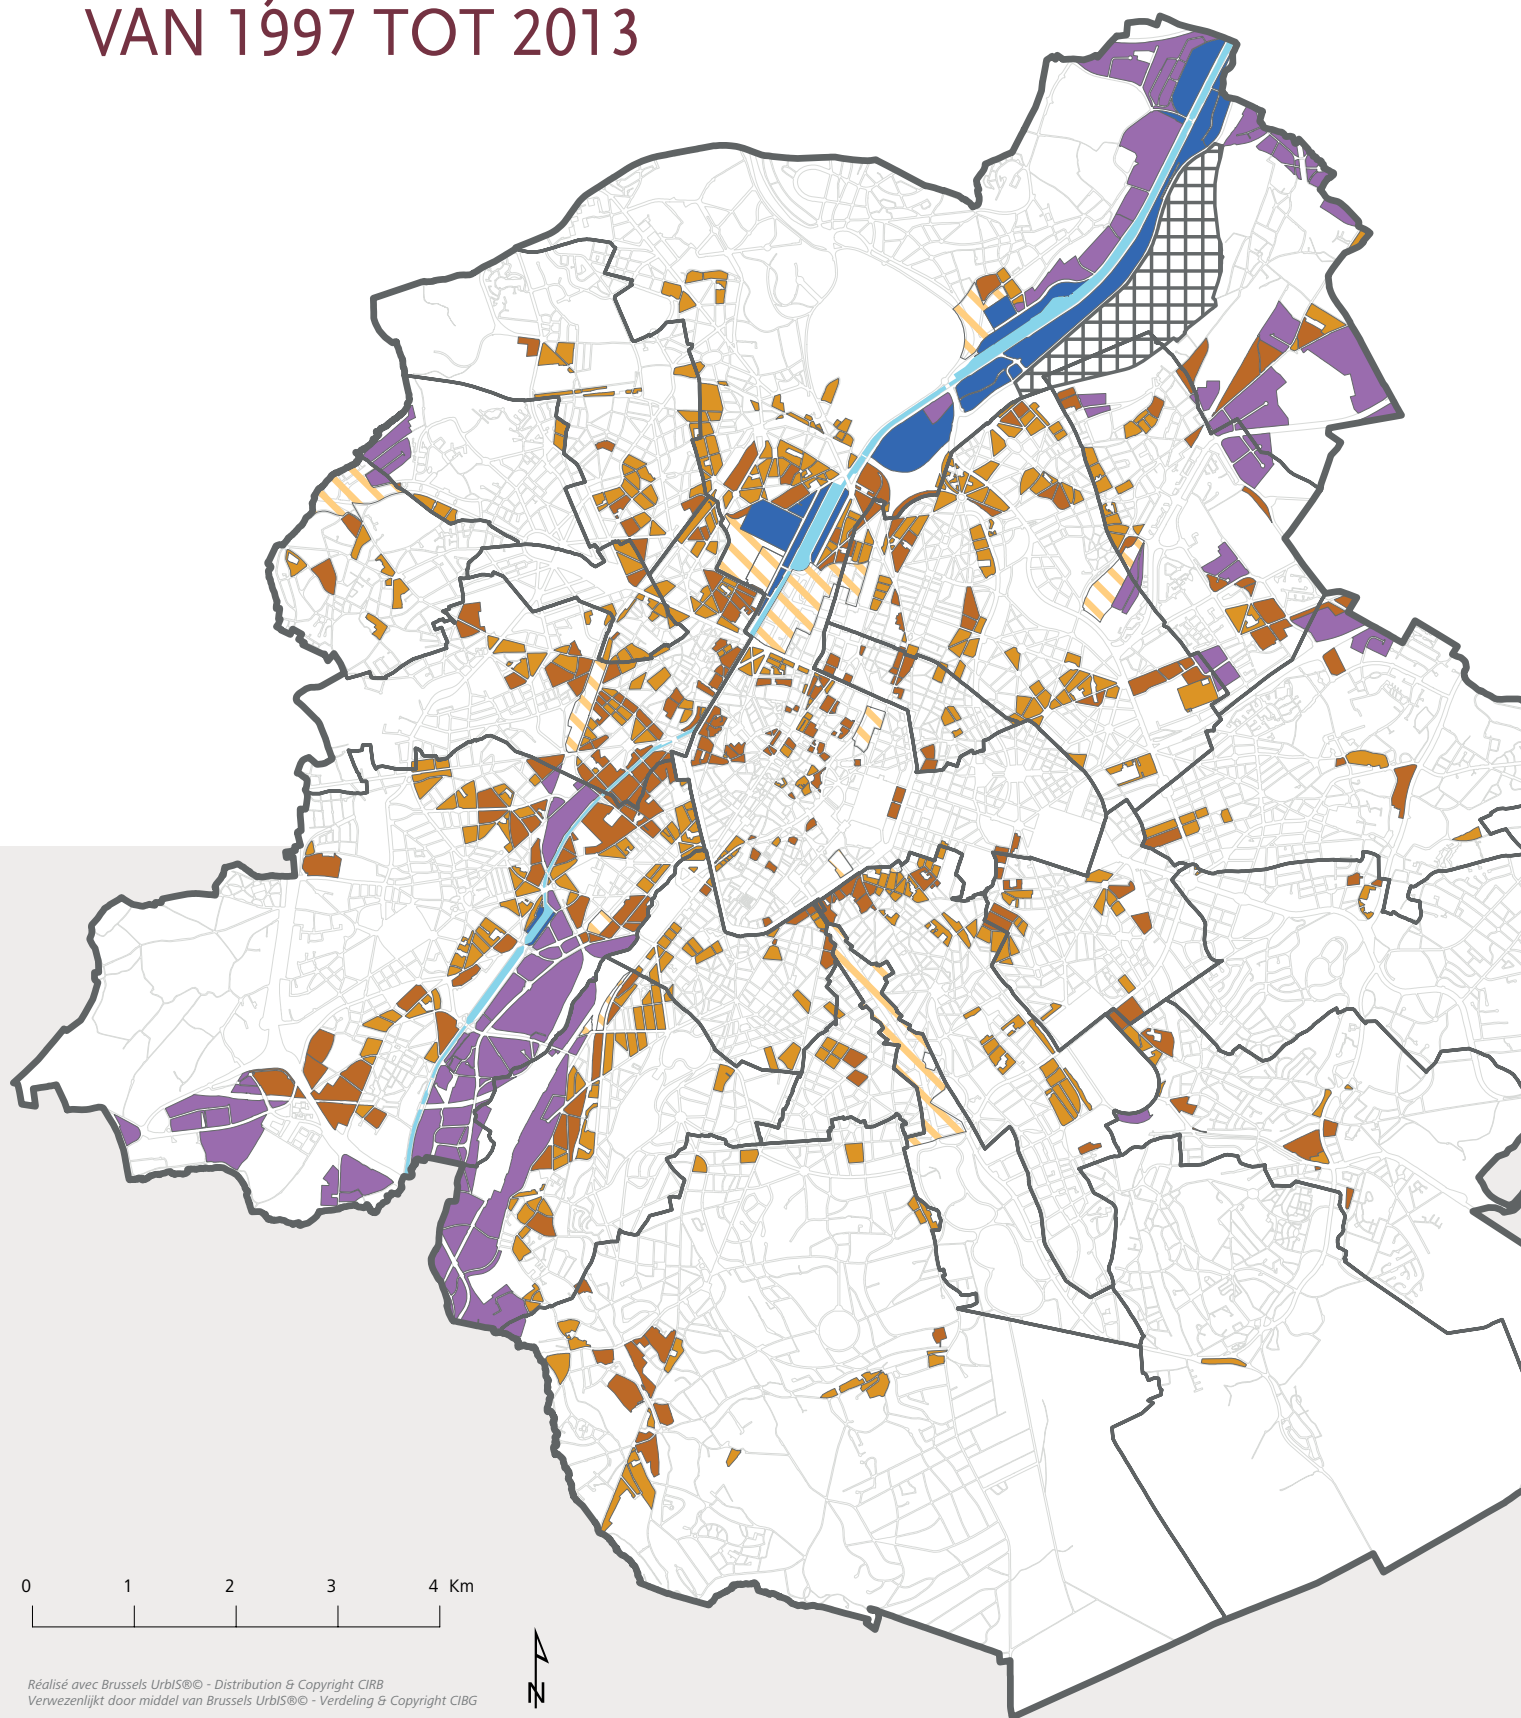 VAN 1997 TOT 2013
0 1 2 3 4 Km
N
Réalisé avec Brussels UrbIS®© - Distribution & Copyright CIRB
Verwezenlijkt door middel van Brussels UrbIS®© - Verdeling & Copyright CIBG